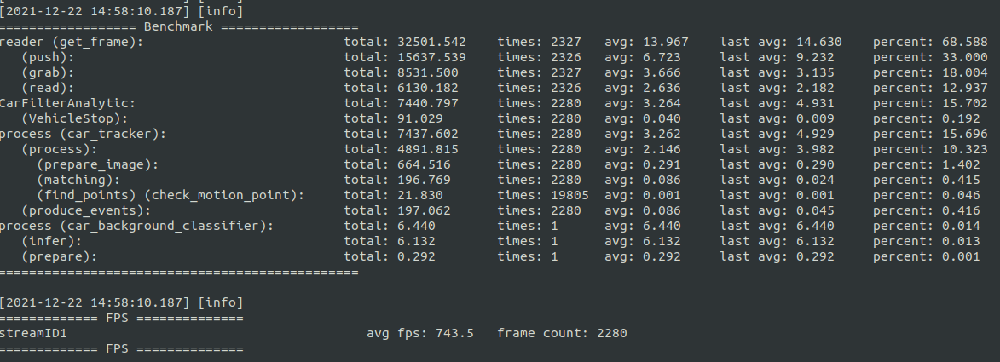 [2021-12-22 14:58:10.187] [info]
================== Benchmark ==================
reader (get_frame): total: 32501.542 times: 2327 avg: 13.967 last avg: 14.630 percent: 68.588
(push): total: 15637.539 times: 2326 avg: 6.723 last avg: 9.232 percent: 33.000
(grab): total: 8531.500 times: 2327 avg: 3.666 last avg: 3.135 percent: 18.004
(read): total: 6130.182 times: 2326 avg: 2.636 last avg: 2.182 percent: 12.937
CarFilterAnalytic: total: 7440.797 times: 2280 avg: 3.264 last avg: 4.931 percent: 15.702
(VehicleStop): total: 91.029 times: 2280 avg: 0.040 last avg: 0.009 percent: 0.192
process (car_tracker): total: 7437.602 times: 2280 avg: 3.262 last avg: 4.929 percent: 15.696
(process): total: 4891.815 times: 2280 avg: 2.146 last avg: 3.982 percent: 10.323
(prepare_image): total: 664.516 times: 2280 avg: 0.291 last avg: 0.290 percent: 1.402
(matching): total: 196.769 times: 2280 avg: 0.086 last avg: 0.024 percent: 0.415
(find_points) (check_motion_point): total: 21.830 times: 19805 avg: 0.001 last avg: 0.001 percent: 0.046
(produce_events): total: 197.062 times: 2280 avg: 0.086 last avg: 0.045 percent: 0.416
process (car_background_classifier): total: 6.440 times: 1 avg: 6.440 last avg: 6.440 percent: 0.014
(infer): total: 6.132 times: 1 avg: 6.132 last avg: 6.132 percent: 0.013
(prepare): total: 0.292 times: 1 avg: 0.292 last avg: 0.292 percent: 0.001
===============================================
[2021-12-22 14:58:10.187] [info]
============= FPS ==============
streamID1 avg fps: 743.5 frame count: 2280
============= FPS ==============